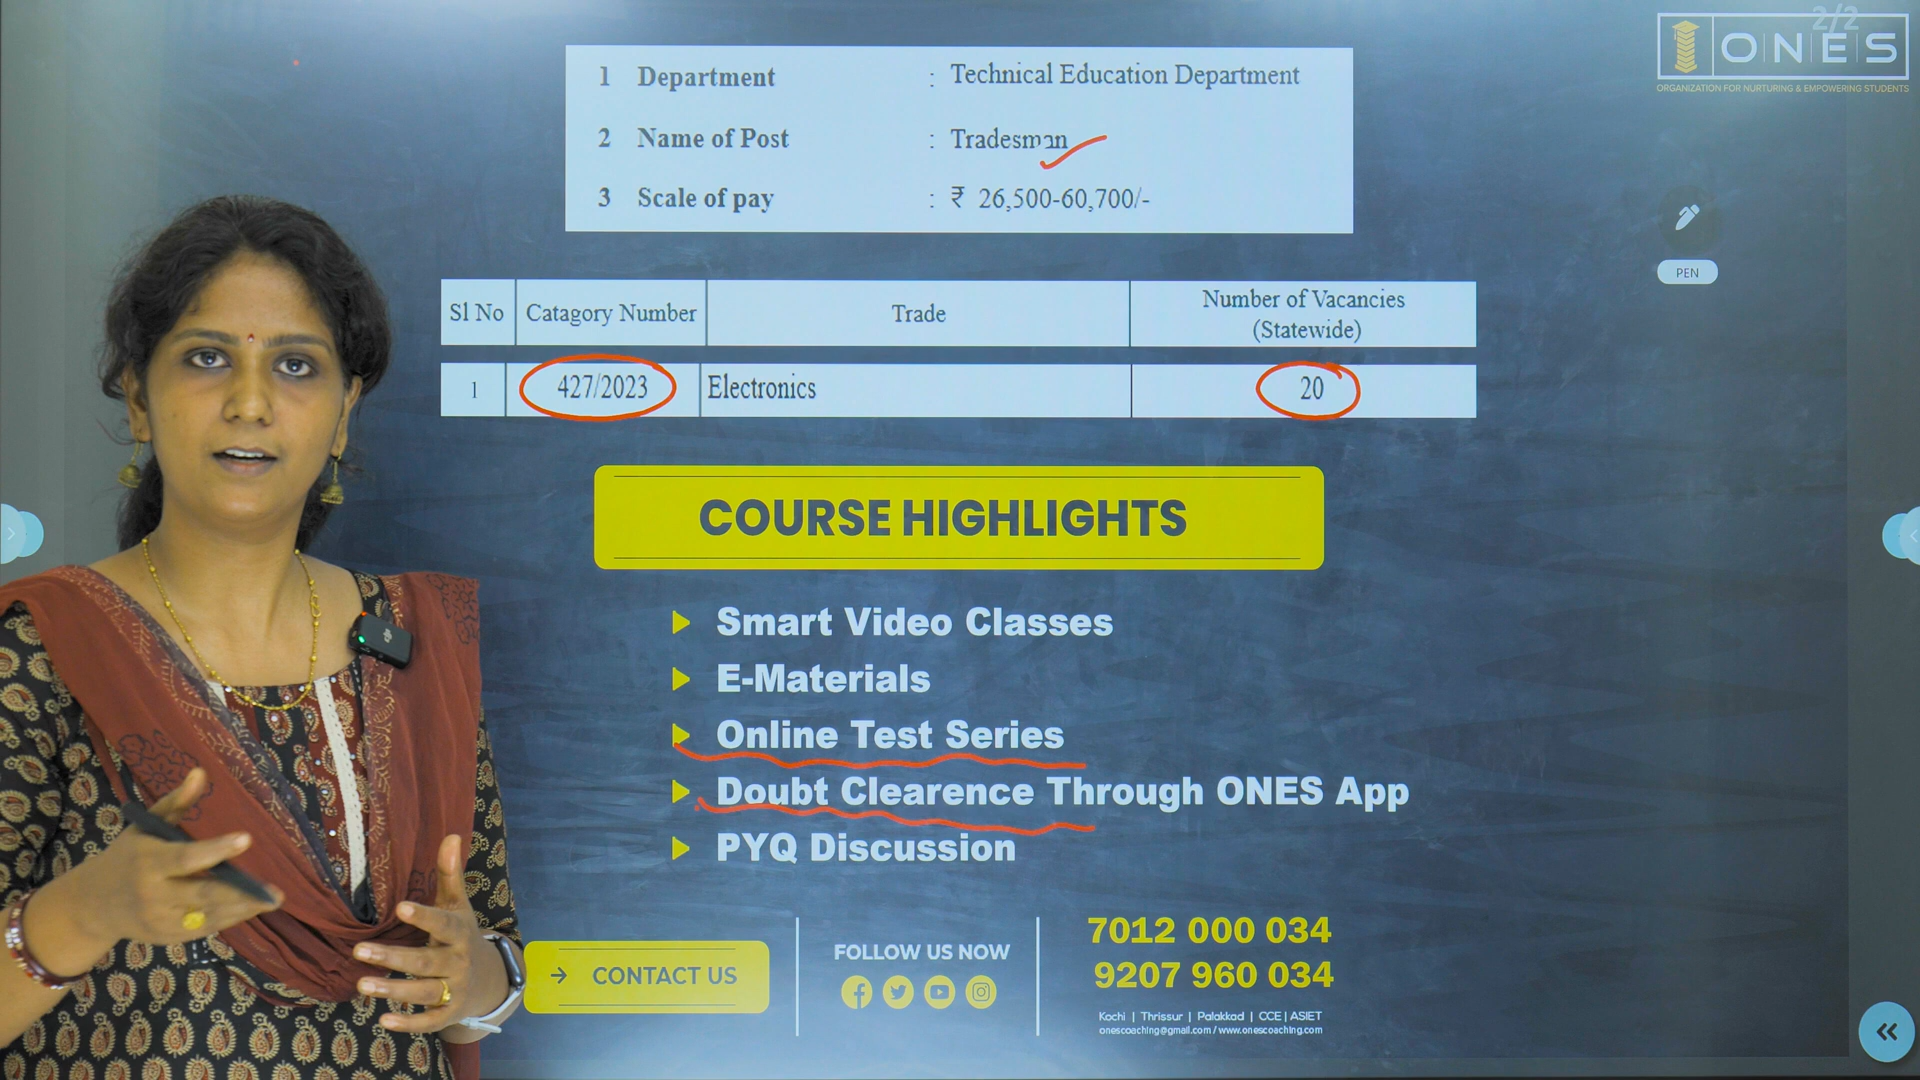 2/2
ONES
ORGANIZATION FOR NURTURING & EMPOWERING STUDENTS
1 Department : Technical Education Department
2 Name of Post : Tradesman
3 Scale of pay : ₹ 26,500-60,700/-
PEN
Sl No Catagory Number Trade Number of Vacancies
(Statewide)
1 427/2023 Electronics 20
COURSE HIGHLIGHTS
Smart Video Classes
E-Materials
Online Test Series
Doubt Clearence Through ONES App
PYQ Discussion
CONTACT US
FOLLOW US NOW
7012 000 034
9207 960 034
Kochi | Thrissur | Palakkad | CCE | ASIET
onescoaching@gmail.com / www.onescoaching.com